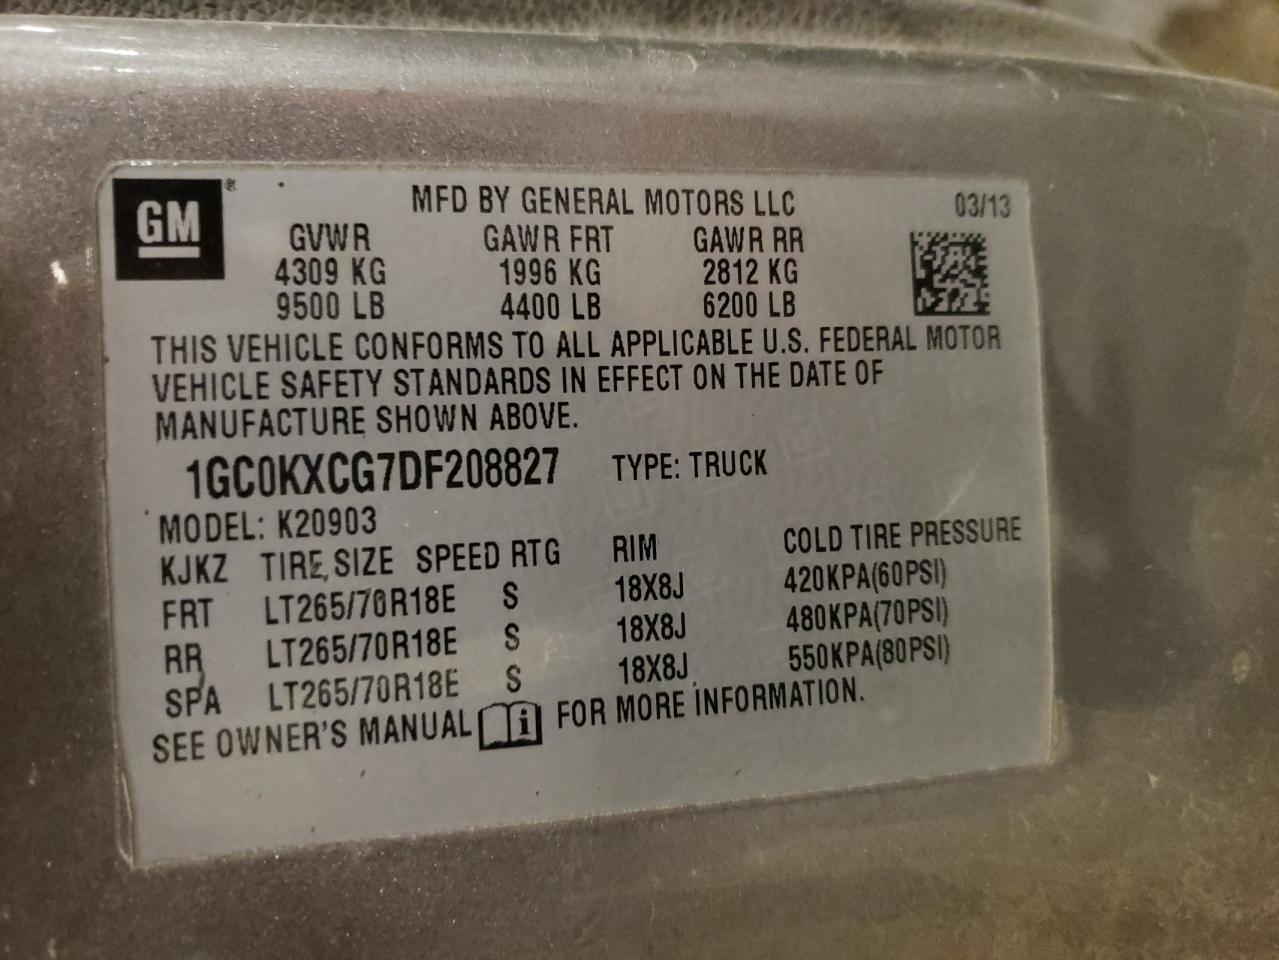 GM ®
MFD BY GENERAL MOTORS LLC 03/13
GVWR GAWR FRT GAWR RR
4309 KG 1996 KG 2812 KG
9500 LB 4400 LB 6200 LB
THIS VEHICLE CONFORMS TO ALL APPLICABLE U.S. FEDERAL MOTOR
VEHICLE SAFETY STANDARDS IN EFFECT ON THE DATE OF
MANUFACTURE SHOWN ABOVE.
1GC0KXCG7DF208827 TYPE: TRUCK
MODEL: K20903
KJKZ TIRE SIZE SPEED RTG RIM COLD TIRE PRESSURE
FRT LT265/70R18E S 18X8J 420KPA(60PSI)
RR LT265/70R18E S 18X8J 480KPA(70PSI)
SPA LT265/70R18E S 18X8J 550KPA(80PSI)
SEE OWNER'S MANUAL i FOR MORE INFORMATION.